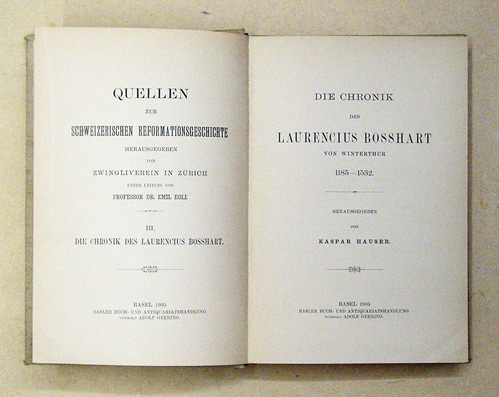 QUELLEN
ZUR
SCHWEIZERISCHEN REFORMATIONSGESCHICHTE
HERAUSGEGEBEN
VOM
ZWINGLIVEREIN IN ZÜRICH
UNTER LEITUNG VON
PROFESSOR DR. EMIL EGLI.
III.
DIE CHRONIK DES LAURENCIUS BOSSHART.
BASEL 1905
BASLER BUCH- UND ANTIQUARIATSHANDLUNG
VORMALS ADOLF GEERING.
DIE CHRONIK
DES
LAURENCIUS BOSSHART
VON WINTERTHUR
1185—1532.
HERAUSGEGEBEN
VON
KASPAR HAUSER.
BASEL 1905
BASLER BUCH- UND ANTIQUARIATSHANDLUNG
VORMALS ADOLF GEERING.